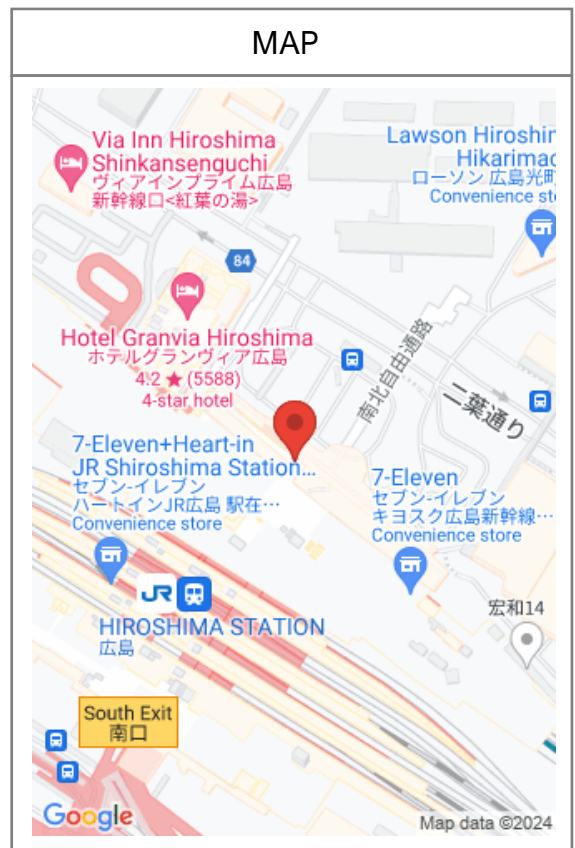 MAP
Via Inn Hiroshima
Shinkansenguchi
ヴィアインプライム広島
新幹線口<紅葉の湯>
Lawson Hiroshim
Hikarimac
ローソン 広島光町
Convenience sto
84
Hotel Granvia Hiroshima
ホテルグランヴィア広島
4.2 ★ (5588)
4-star hotel
南北自由通路
二葉通り
7-Eleven+Heart-in
JR Shiroshima Station...
セブン-イレブン
ハートインJR広島 駅在…
Convenience store
7-Eleven
セブン-イレブン
キヨスク広島新幹線…
Convenience store
JR
HIROSHIMA STATION
広島
宏和14
South Exit
南口
Google
Map data ©2024